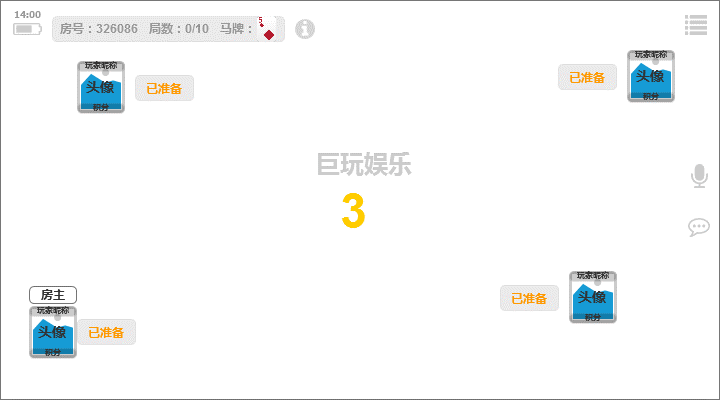 14:00
房号：326086 局数：0/10 马牌： 5
玩家昵称
头像
积分
已准备
已准备
玩家昵称
头像
积分
巨玩娱乐
3
房主
玩家昵称
头像
积分
已准备
已准备
玩家昵称
头像
积分